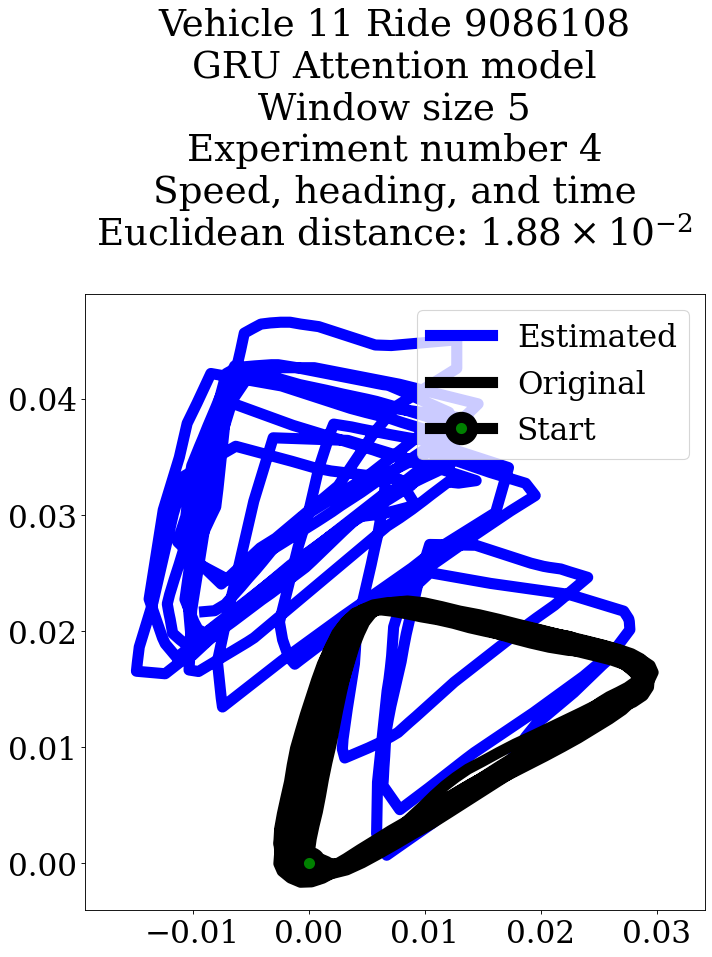 Vehicle 11 Ride 9086108
GRU Attention model
Window size 5
Experiment number 4
Speed, heading, and time
Euclidean distance: 1.88 × 10⁻²
Estimated
Original
Start
0.04
0.03
0.02
0.01
0.00
−0.01 0.00 0.01 0.02 0.03